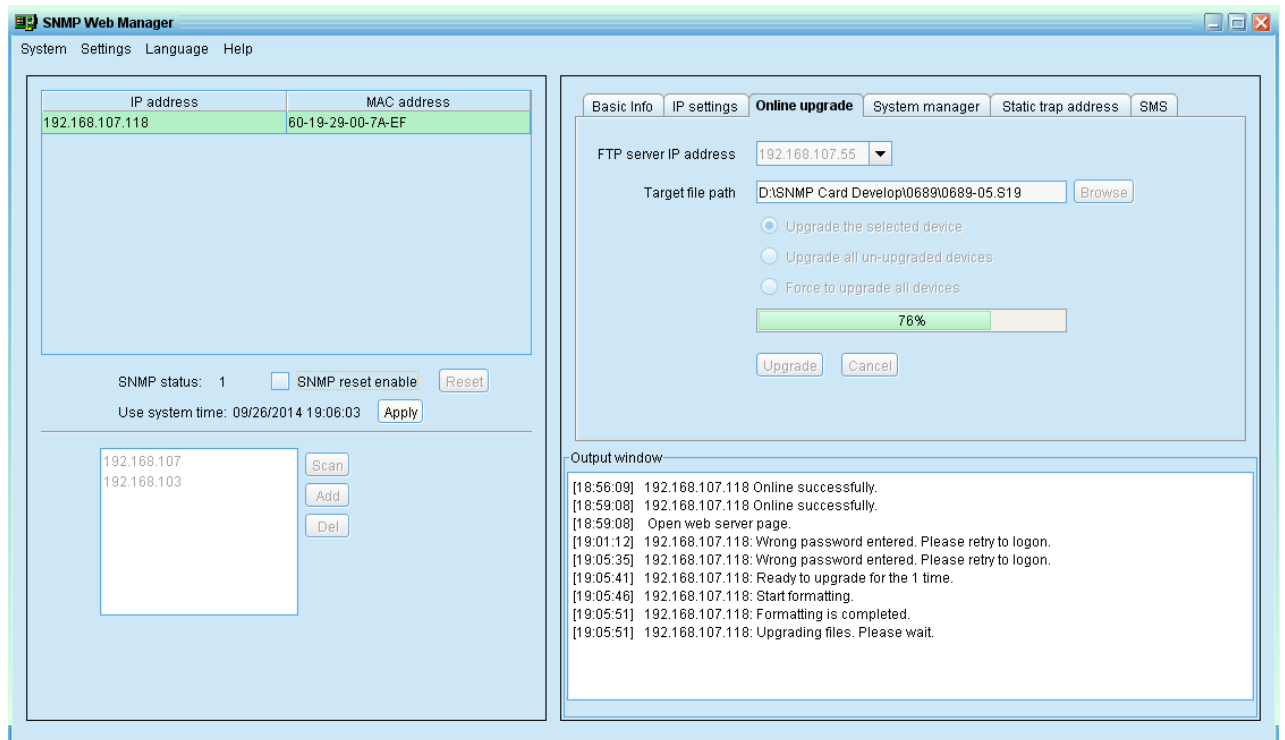 SNMP Web Manager
System Settings Language Help
IP address MAC address
192.168.107.118 60-19-29-00-7A-EF
SNMP status: 1 SNMP reset enable Reset
Use system time: 09/26/2014 19:06:03 Apply
192.168.107
192.168.103
Scan
Add
Del
Basic Info IP settings Online upgrade System manager Static trap address SMS
FTP server IP address 192.168.107.55
Target file path D:\SNMP Card Develop\0689\0689-05.S19 Browse
Upgrade the selected device
Upgrade all un-upgraded devices
Force to upgrade all devices
76%
Upgrade Cancel
Output window
[18:56:09] 192.168.107.118 Online successfully.
[18:59:08] 192.168.107.118 Online successfully.
[18:59:08] Open web server page.
[19:01:12] 192.168.107.118: Wrong password entered. Please retry to logon.
[19:05:35] 192.168.107.118: Wrong password entered. Please retry to logon.
[19:05:41] 192.168.107.118: Ready to upgrade for the 1 time.
[19:05:46] 192.168.107.118: Start formatting.
[19:05:51] 192.168.107.118: Formatting is completed.
[19:05:51] 192.168.107.118: Upgrading files. Please wait.